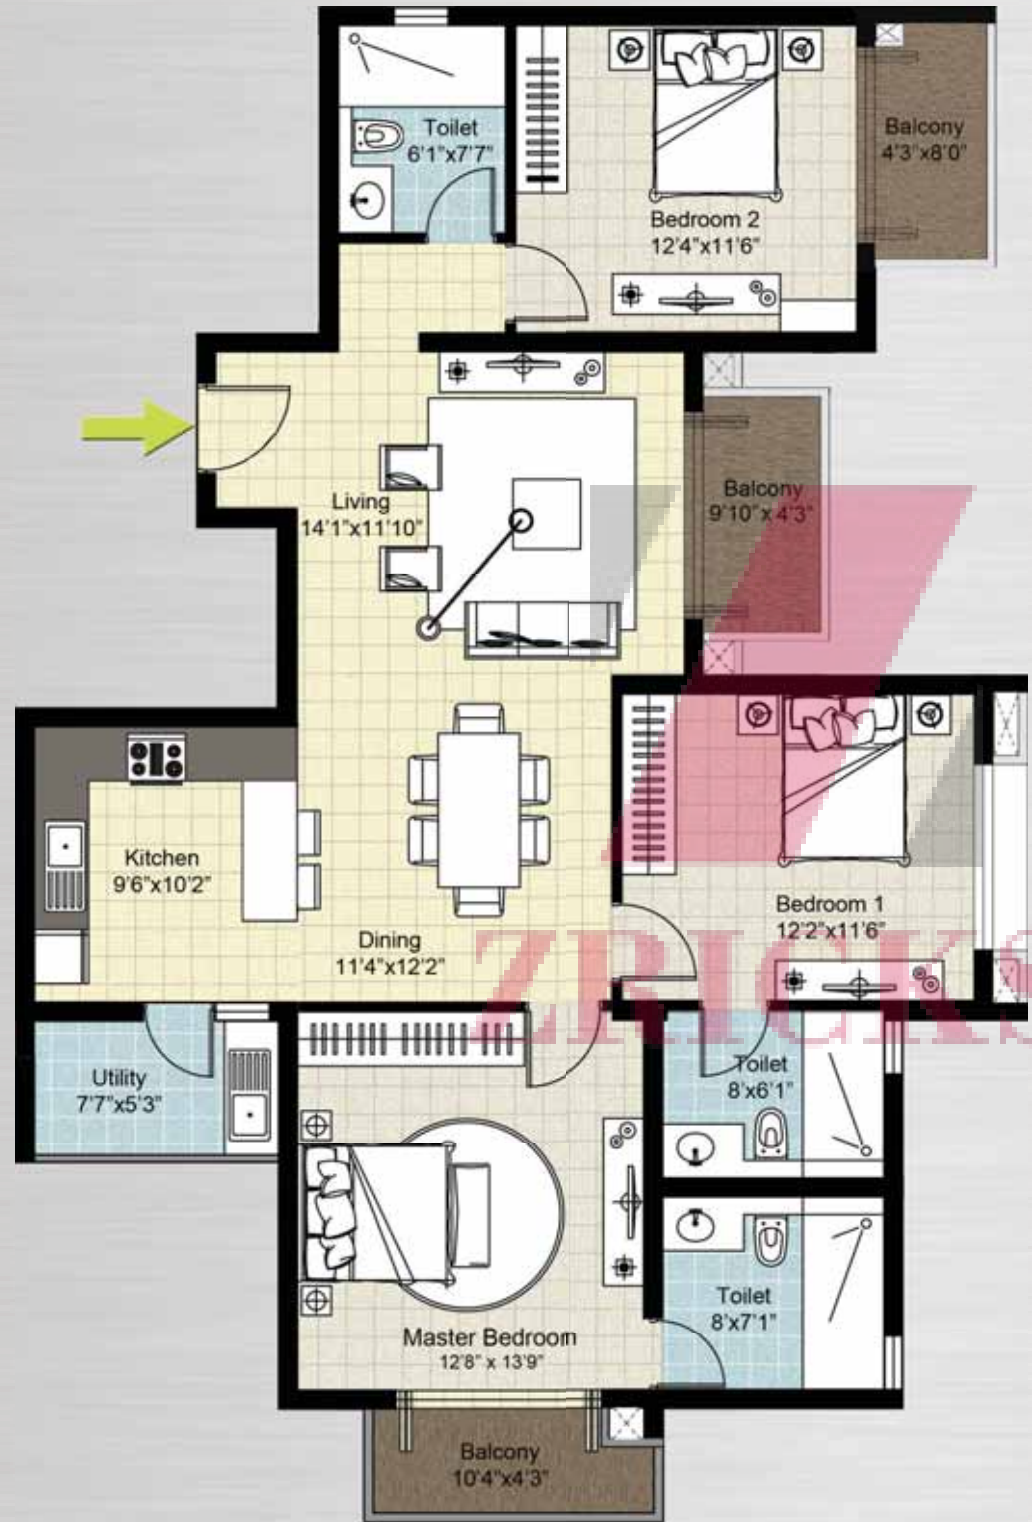 Toilet
6'1"x7'7"
Bedroom 2
12'4"x11'6"
Balcony
4'3"x8'0"
Living
14'1"x11'10"
Balcony
9'10"x 4'3"
Kitchen
9'6"x10'2"
Dining
11'4"x12'2"
Bedroom 1
12'2"x11'6"
ZRICKS
Utility
7'7"x5'3"
Toilet
8'x6'1"
Toilet
8'x7'1"
Master Bedroom
12'8" x 13'9"
Balcony
10'4"x4'3"